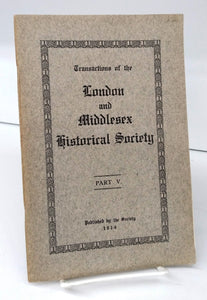 Transactions of the
London
and
Middlesex
Historical Society
PART V.
Published by the Society
1914